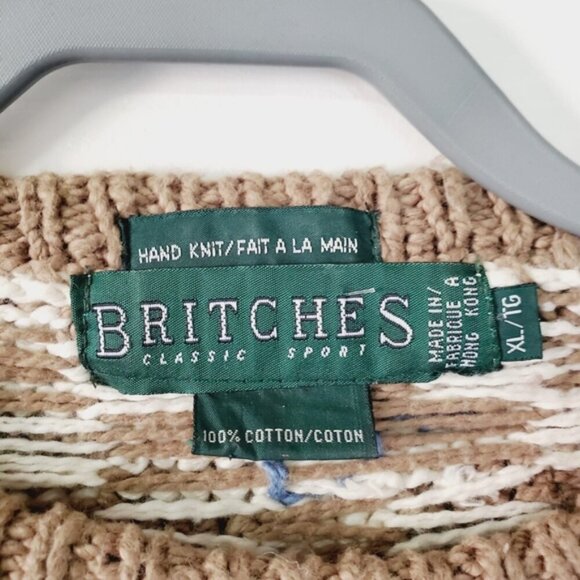 HAND KNIT/FAIT A LA MAIN
BRITCHES
CLASSIC SPORT
MADE IN/
FABRIQUE A
HONG KONG
XL/TG
100% COTTON/COTON